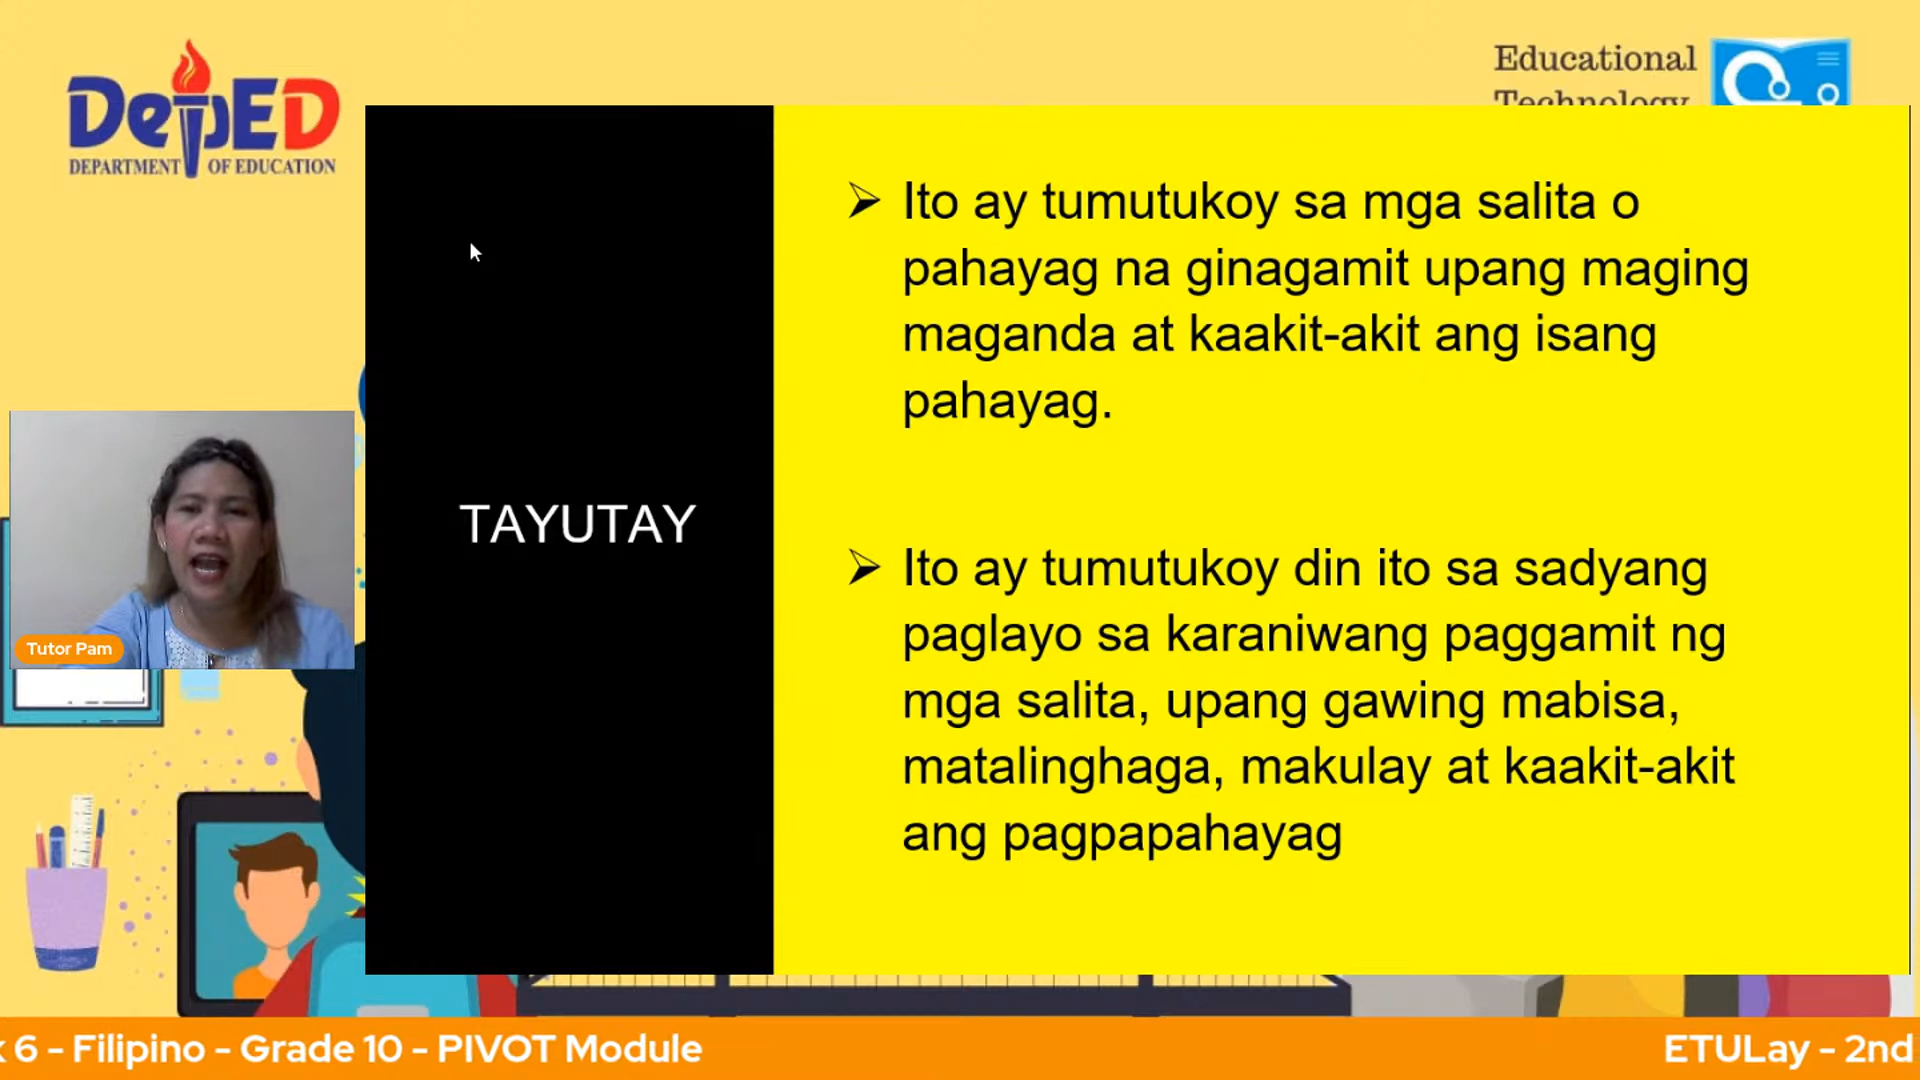 DepED
DEPARTMENT OF EDUCATION
Educational
Technology
TAYUTAY
Ito ay tumutukoy sa mga salita o
pahayag na ginagamit upang maging
maganda at kaakit-akit ang isang
pahayag.
Ito ay tumutukoy din ito sa sadyang
paglayo sa karaniwang paggamit ng
mga salita, upang gawing mabisa,
matalinghaga, makulay at kaakit-akit
ang pagpapahayag
Tutor Pam
6 - Filipino - Grade 10 - PIVOT Module
ETULay - 2nd